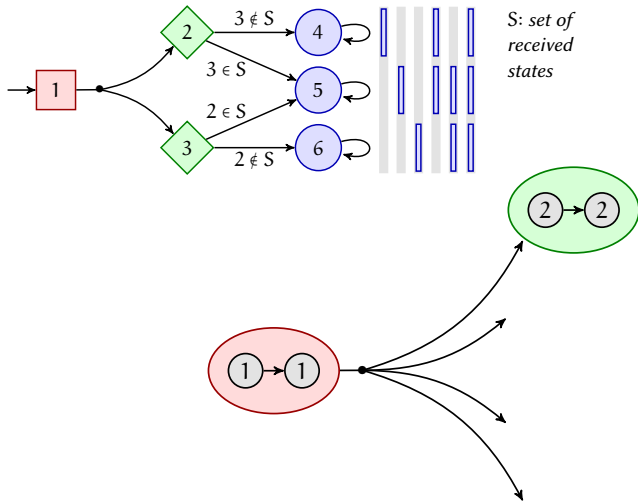 3 ∉ S
2
4
S: set of
received
states
3 ∈ S
1
5
2 ∈ S
3
6
2 ∉ S
2 2
1 1